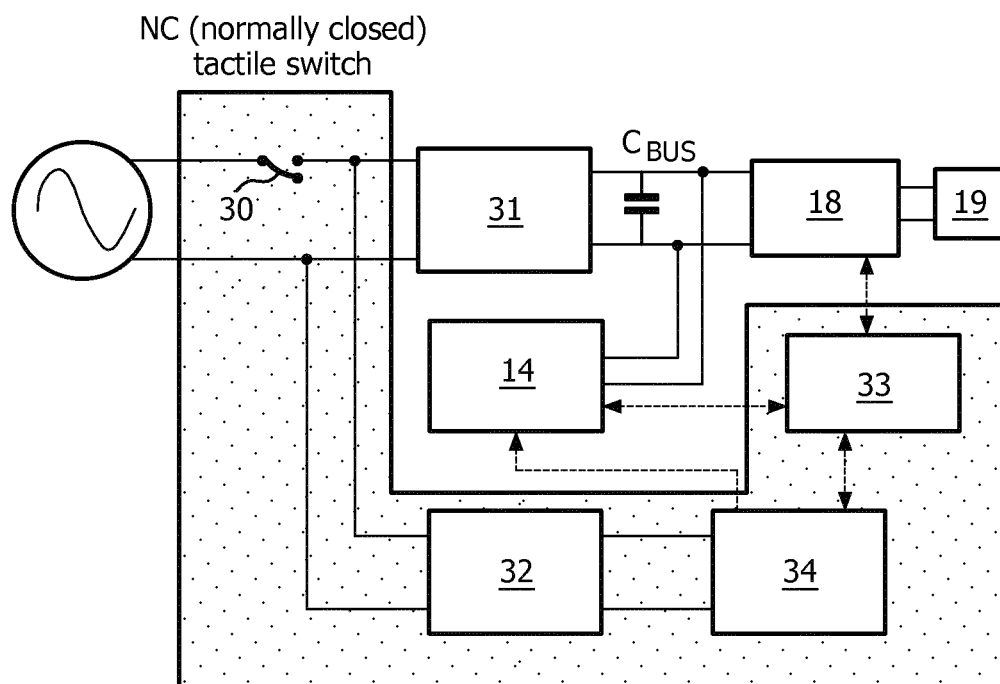 NC (normally closed)
tactile switch
C BUS
30
31
18
19
14
33
32
34